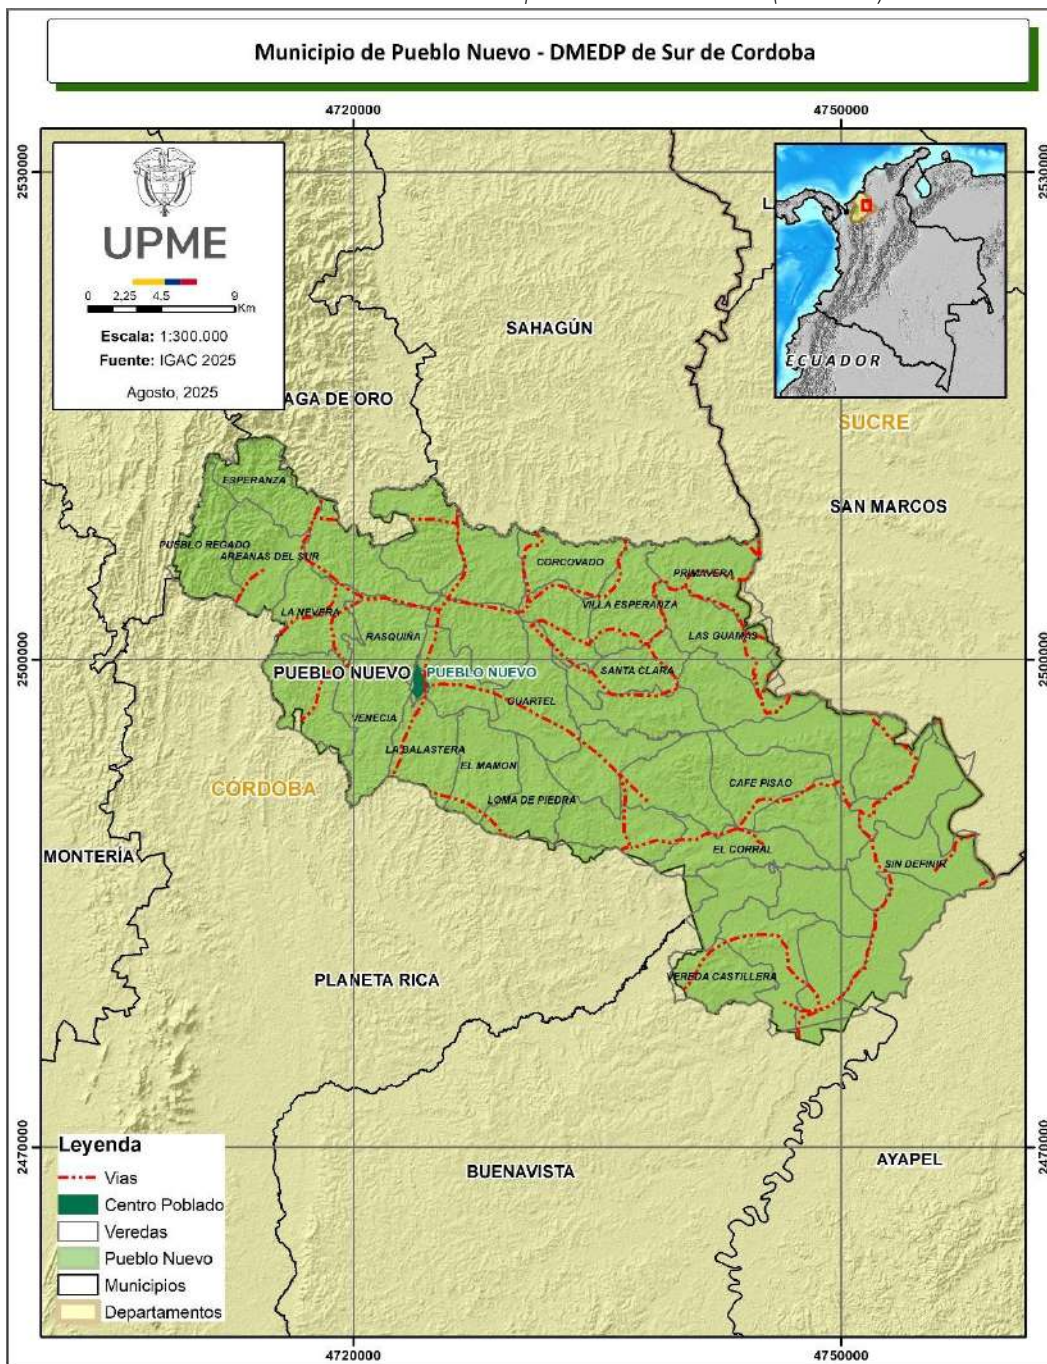 Municipio de Pueblo Nuevo - DMEDP de Sur de Cordoba
4720000
4750000
2530000
2530000
UPME
0 2,25 4,5 9
Km
Escala: 1:300.000
Fuente: IGAC 2025
Agosto, 2025
ECUADOR
SAHAGÚN
AGA DE ORO
SUCRE
SAN MARCOS
ESPERANZA
PUEBLO REGADO
AREANAS DEL SUR
CORCOVADO
PRIMAVERA
LA NEVERA
VILLA ESPERANZA
RASQUIÑA
LAS GUAMAS
2500000
2500000
PUEBLO NUEVO
PUEBLO NUEVO
SANTA CLARA
CUARTEL
VENECIA
LA BALASTERA
EL MAMON
CAFE PISAO
CORDOBA
LOMA DE PIEDRA
EL CORRAL
MONTERÍA
SIN DEFINIR
PLANETA RICA
VEREDA CASTILLERA
2470000
2470000
BUENAVISTA
AYAPEL
Leyenda
Vias
Centro Poblado
Veredas
Pueblo Nuevo
Municipios
Departamentos
4720000
4750000